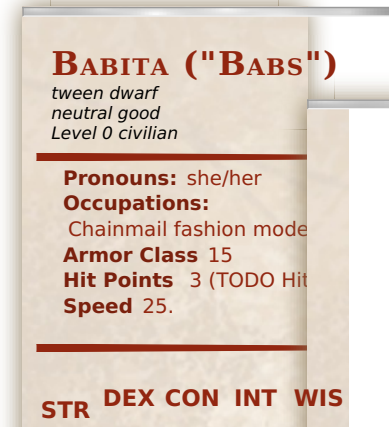 Babita ("Babs")
tween dwarf
neutral good
Level 0 civilian
Pronouns: she/her
Occupations:
Chainmail fashion mode
Armor Class 15
Hit Points 3 (TODO Hit
Speed 25.
STR DEX CON INT WIS